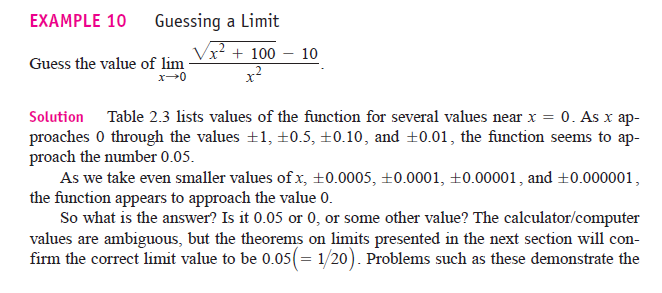 EXAMPLE 10 Guessing a Limit
Guess the value of lim x→0 (√(x² + 100) − 10)/x².
Solution Table 2.3 lists values of the function for several values near x = 0. As x ap-
proaches 0 through the values ±1, ±0.5, ±0.10, and ±0.01, the function seems to ap-
proach the number 0.05.
As we take even smaller values of x, ±0.0005, ±0.0001, ±0.00001, and ±0.000001,
the function appears to approach the value 0.
So what is the answer? Is it 0.05 or 0, or some other value? The calculator/computer
values are ambiguous, but the theorems on limits presented in the next section will con-
firm the correct limit value to be 0.05(= 1/20). Problems such as these demonstrate the